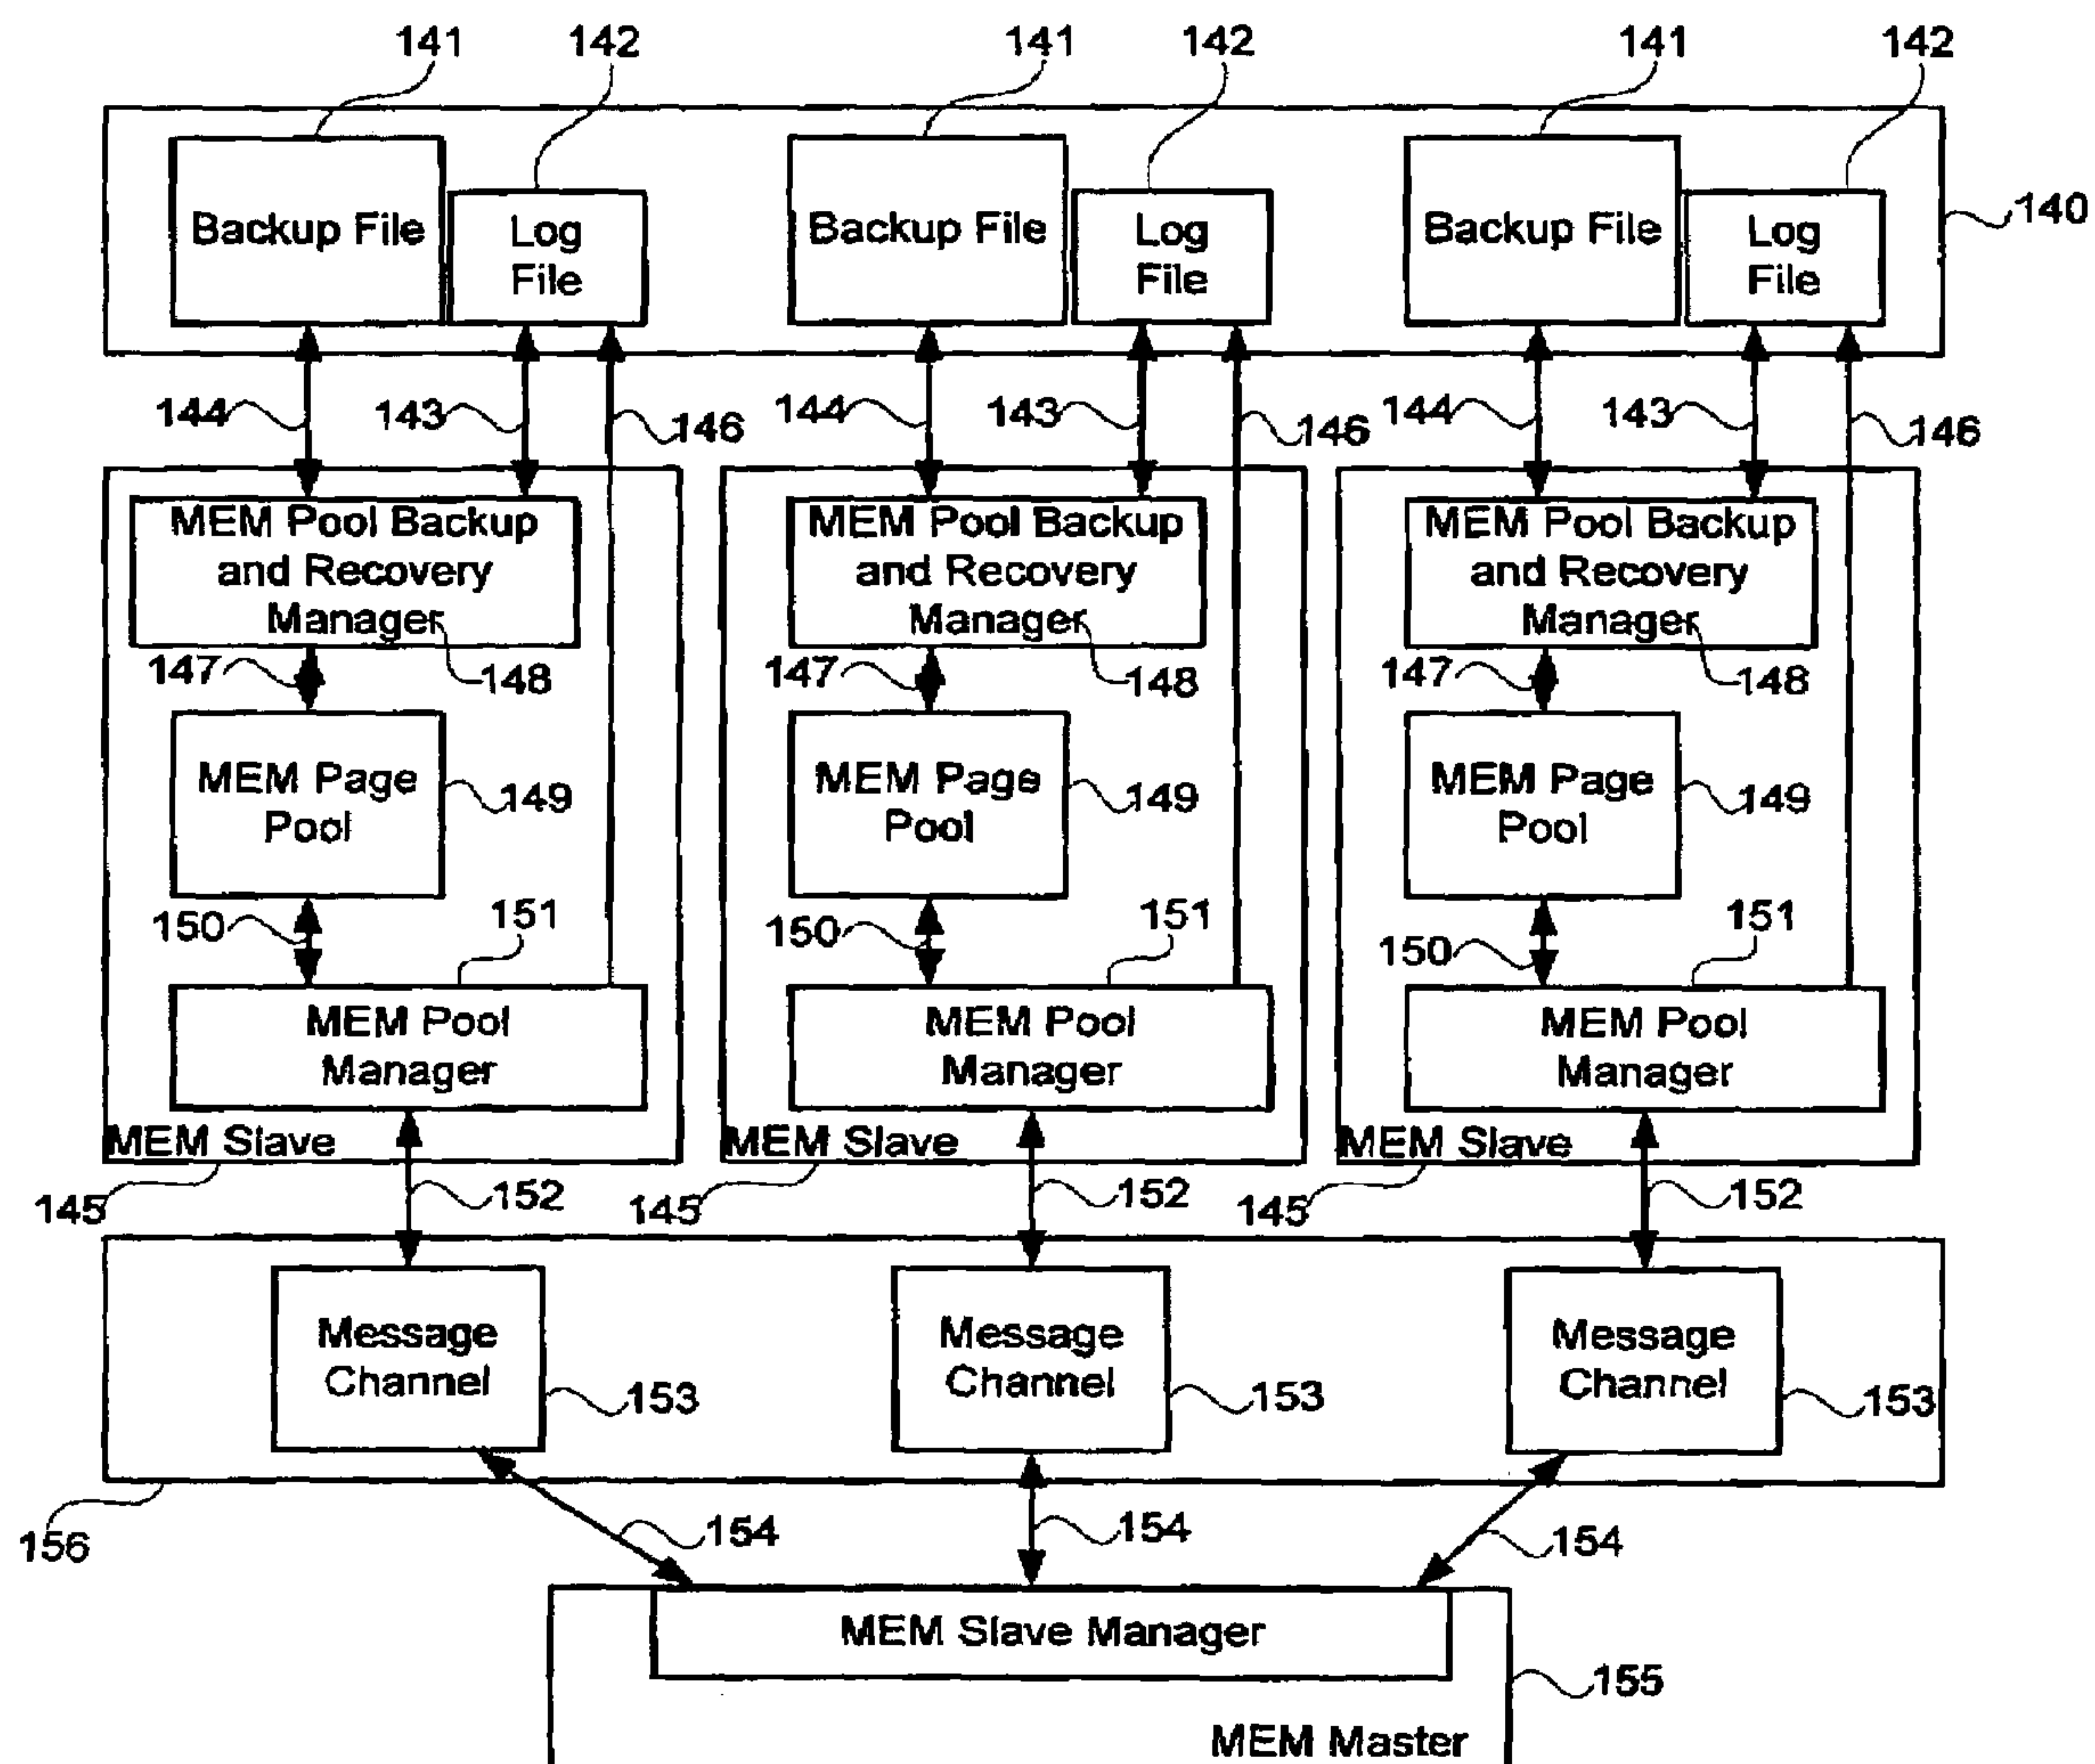 141 142 141 142 141 142
Backup File Log File Backup File Log File Backup File Log File
140
144 143 146 144 143 146 144 143 146
MEM Pool Backup and Recovery Manager
MEM Pool Backup and Recovery Manager
MEM Pool Backup and Recovery Manager
147 148 147 148 147 148
MEM Page Pool 149 MEM Page Pool 149 MEM Page Pool 149
150 151 150 151 150 151
MEM Pool Manager MEM Pool Manager MEM Pool Manager
MEM Slave MEM Slave MEM Slave
145 152 145 152 145 152
Message Channel 153 Message Channel 153 Message Channel 153
156 154 154 154
MEM Slave Manager
155
MEM Master